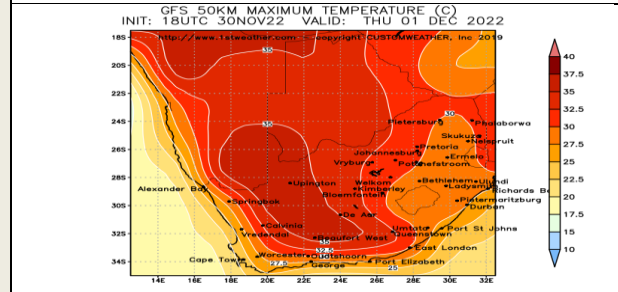 GFS 50KM MAXIMUM TEMPERATURE (C)
INIT: 18UTC 30NOV22 VALID: THU 01 DEC 2022
http://www.1stweather.com -- copyright CUSTOMWEATHER, Inc 2019
18S
20S
22S
24S
26S
28S
30S
32S
34S
35
35
30
35
32.5
27.5
25
Pietersburg
Phalaborwa
Skukuza
Nelspruit
Pretoria
Johannesburg
Ermelo
Vryburg
Potchefstroom
Alexander Bay
Upington
Welkom
Kimberley
Bloemfontein
Bethlehem
Ulundi
Ladysmith
Richards B
Springbok
Pietermaritzburg
Durban
De Aar
Calvinia
Vredendal
Beaufort West
Umtata
Port St Johns
Queenstown
East London
Cape Town
Worcester
Oudtshoorn
George
Port Elizabeth
14E 16E 18E 20E 22E 24E 26E 28E 30E 32E
40
37.5
35
32.5
30
27.5
25
22.5
20
17.5
15
10